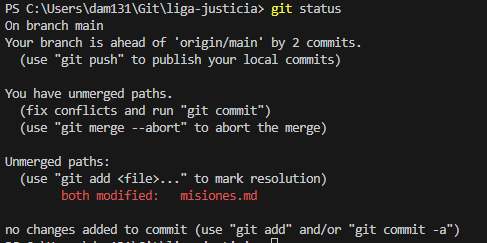 PS C:\Users\dam131\Git\liga-justicia> git status
On branch main
Your branch is ahead of 'origin/main' by 2 commits.
  (use "git push" to publish your local commits)

You have unmerged paths.
  (fix conflicts and run "git commit")
  (use "git merge --abort" to abort the merge)

Unmerged paths:
  (use "git add <file>..." to mark resolution)
        both modified:   misiones.md

no changes added to commit (use "git add" and/or "git commit -a")